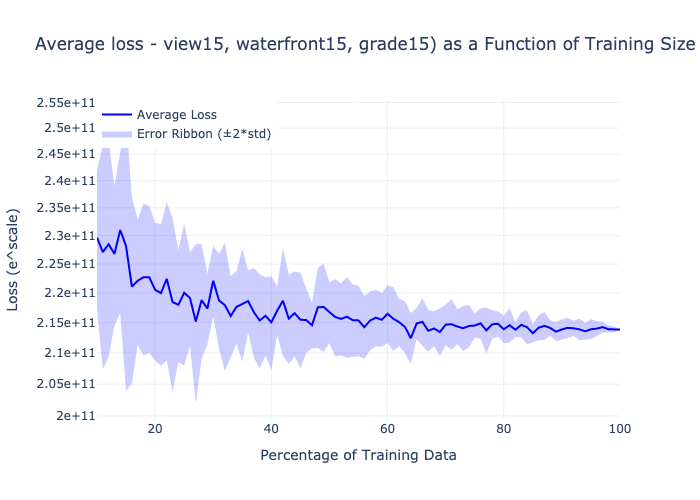 Average loss - view15, waterfront15, grade15) as a Function of Training Size
Average Loss
Error Ribbon (±2*std)
2.55e+11
2.5e+11
2.45e+11
2.4e+11
2.35e+11
2.3e+11
2.25e+11
2.2e+11
2.15e+11
2.1e+11
2.05e+11
2e+11
Loss (e^scale)
20
40
60
80
100
Percentage of Training Data